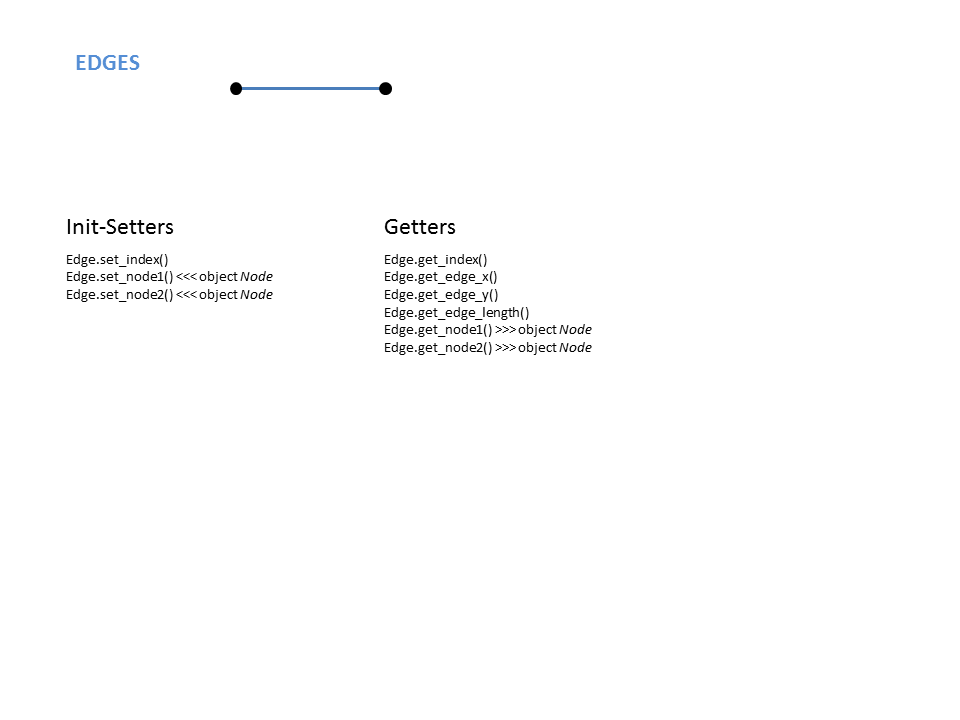 EDGES
Init-Setters
Edge.set_index()
Edge.set_node1() <<< object Node
Edge.set_node2() <<< object Node
Getters
Edge.get_index()
Edge.get_edge_x()
Edge.get_edge_y()
Edge.get_edge_length()
Edge.get_node1() >>> object Node
Edge.get_node2() >>> object Node